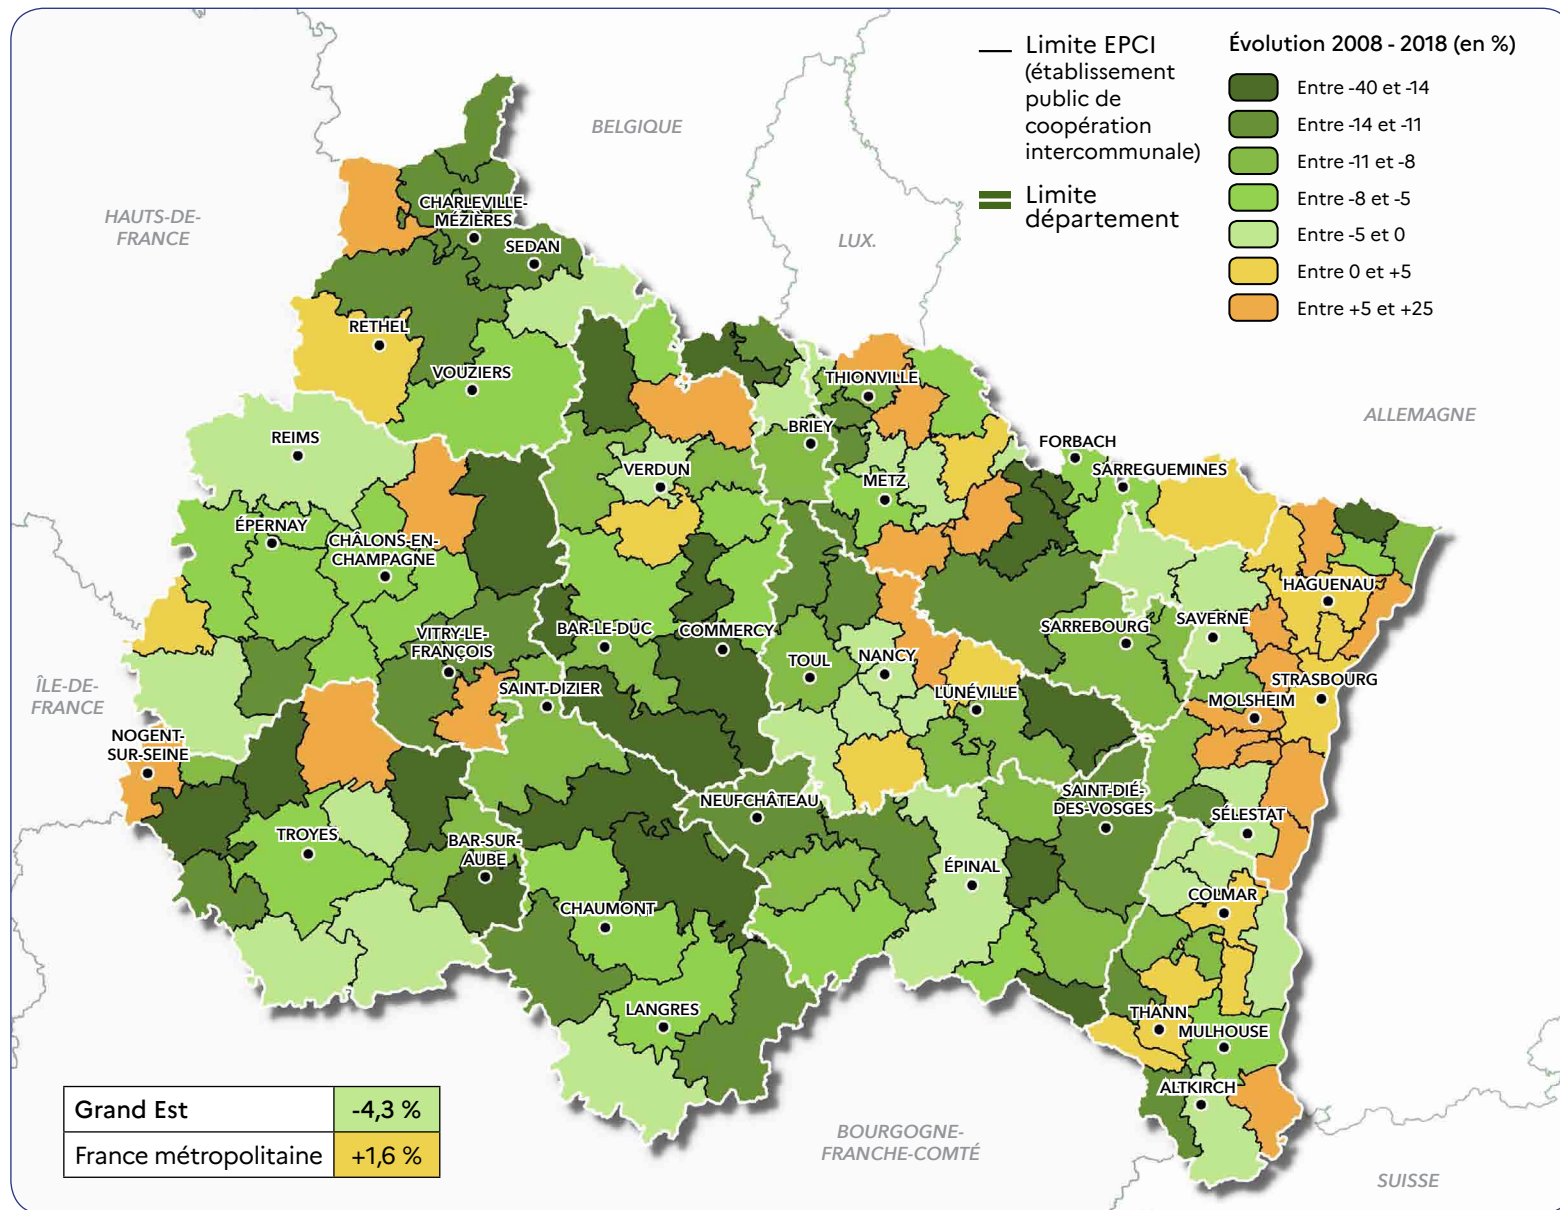 Limite EPCI
(établissement
public de
coopération
intercommunale)
Limite
département
Évolution 2008 - 2018 (en %)
Entre -40 et -14
Entre -14 et -11
Entre -11 et -8
Entre -8 et -5
Entre -5 et 0
Entre 0 et +5
Entre +5 et +25
BELGIQUE
HAUTS-DE-
FRANCE
LUX.
ALLEMAGNE
ÎLE-DE-
FRANCE
BOURGOGNE-
FRANCHE-COMTÉ
SUISSE
CHARLEVILLE-
MÉZIÈRES
SEDAN
RETHEL
VOUZIERS
THIONVILLE
REIMS
BRIEY
FORBACH
VERDUN
METZ
SARREGUEMINES
ÉPERNAY
CHÂLONS-EN-
CHAMPAGNE
HAGUENAU
VITRY-LE-
FRANÇOIS
BAR-LE-DUC
COMMERCY
SARREBOURG
SAVERNE
TOUL
NANCY
SAINT-DIZIER
LUNÉVILLE
STRASBOURG
MOLSHEIM
NOGENT-
SUR-SEINE
NEUFCHÂTEAU
SAINT-DIÉ-
DES-VOSGES
TROYES
BAR-SUR-
AUBE
SÉLESTAT
ÉPINAL
COLMAR
CHAUMONT
LANGRES
THANN
MULHOUSE
ALTKIRCH
Grand Est -4,3 %
France métropolitaine +1,6 %